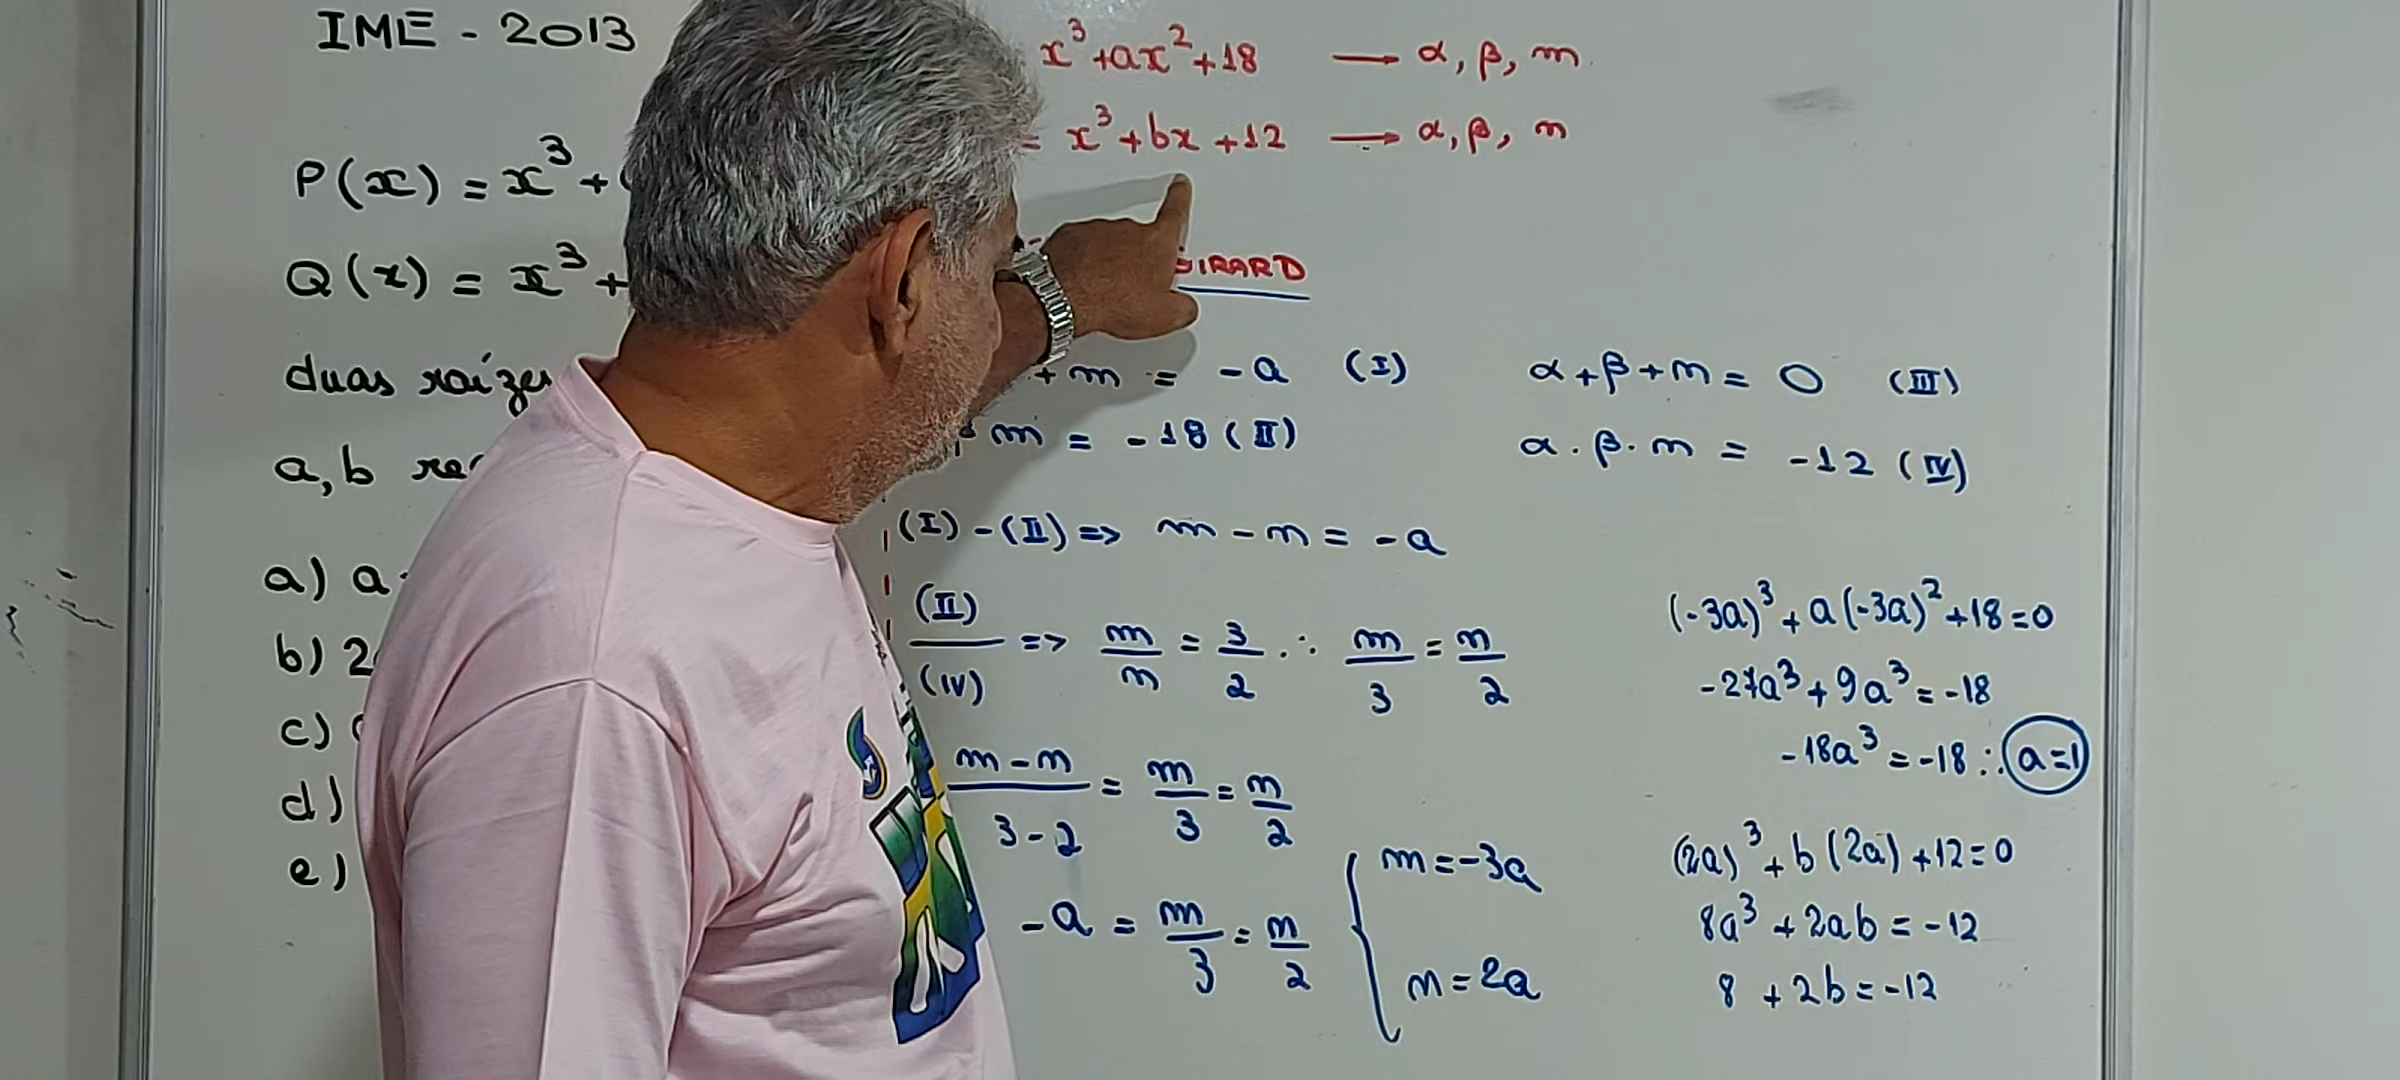 IME - 2013
P(x) = x³+
Q(x) = x³+
duas raízes
a,b
a) a
b) 2
c)
d)
e)
x³+ax²+18 → α, β, m
= x³+bx+12 → α, β, n
GIRARD
+m = -a (I)
m = -18 (II)
α+β+n = 0 (III)
α.β.n = -12 (IV)
(I)-(II) => m-n = -a
(II)/(IV) => m/n = 3/2 ∴ m/3 = n/2
m-n/3-2 = m/3 = n/2
-a = m/3 = n/2
m=-3a
n=2a
(-3a)³+a(-3a)²+18=0
-27a³+9a³=-18
-18a³=-18 ∴ a=1
(2a)³+b(2a)+12=0
8a³+2ab=-12
8+2b=-12